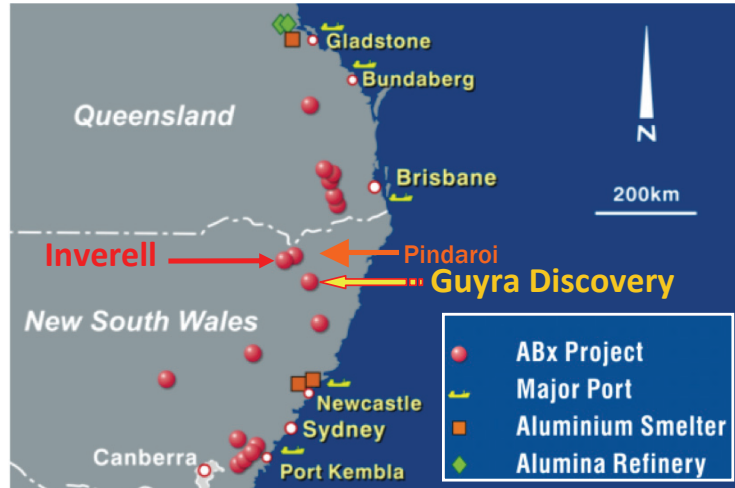 Gladstone
Bundaberg
Queensland
N
Brisbane
200km
Inverell
Pindaroi
Guyra Discovery
New South Wales
ABx Project
Major Port
Newcastle
Aluminium Smelter
Sydney
Canberra
Port Kembla
Alumina Refinery